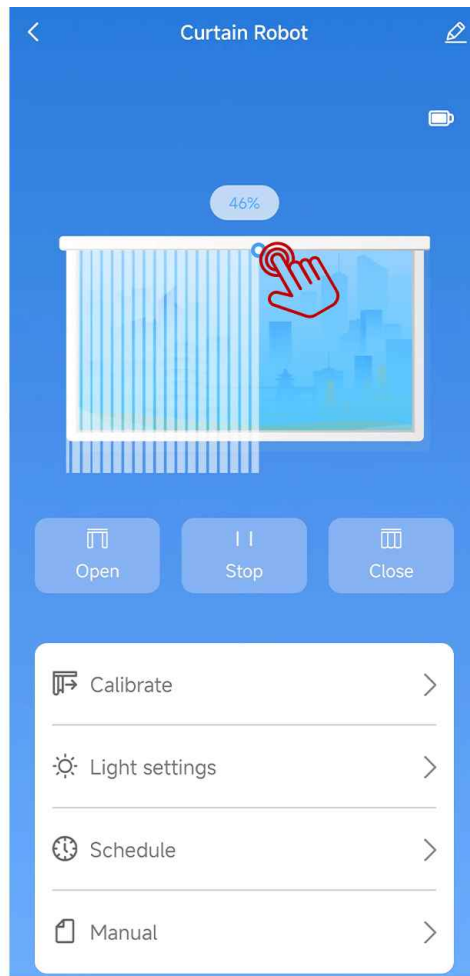 Curtain Robot
46%
Open
Stop
Close
Calibrate
Light settings
Schedule
Manual